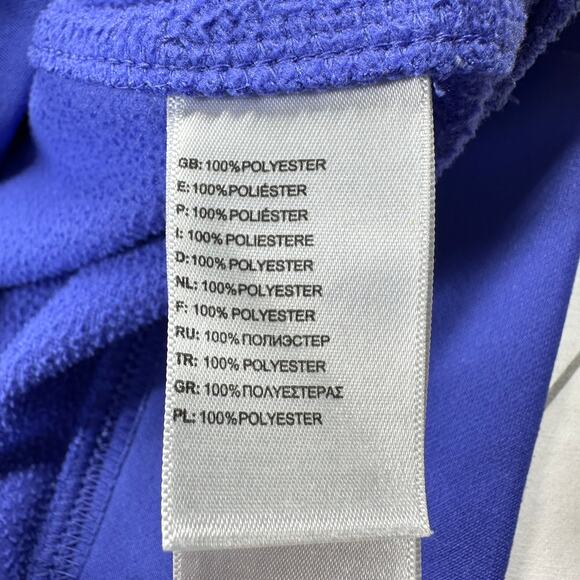 GB: 100%POLYESTER
E: 100%POLIÉSTER
P: 100%POLIÉSTER
I: 100% POLIESTERE
D: 100% POLYESTER
NL: 100%POLYESTER
F: 100% POLYESTER
RU: 100%ПОЛИЭСТЕР
TR: 100% POLYESTER
GR: 100%ΠΟΛΥΕΣΤΕΡΑΣ
PL: 100%POLYESTER